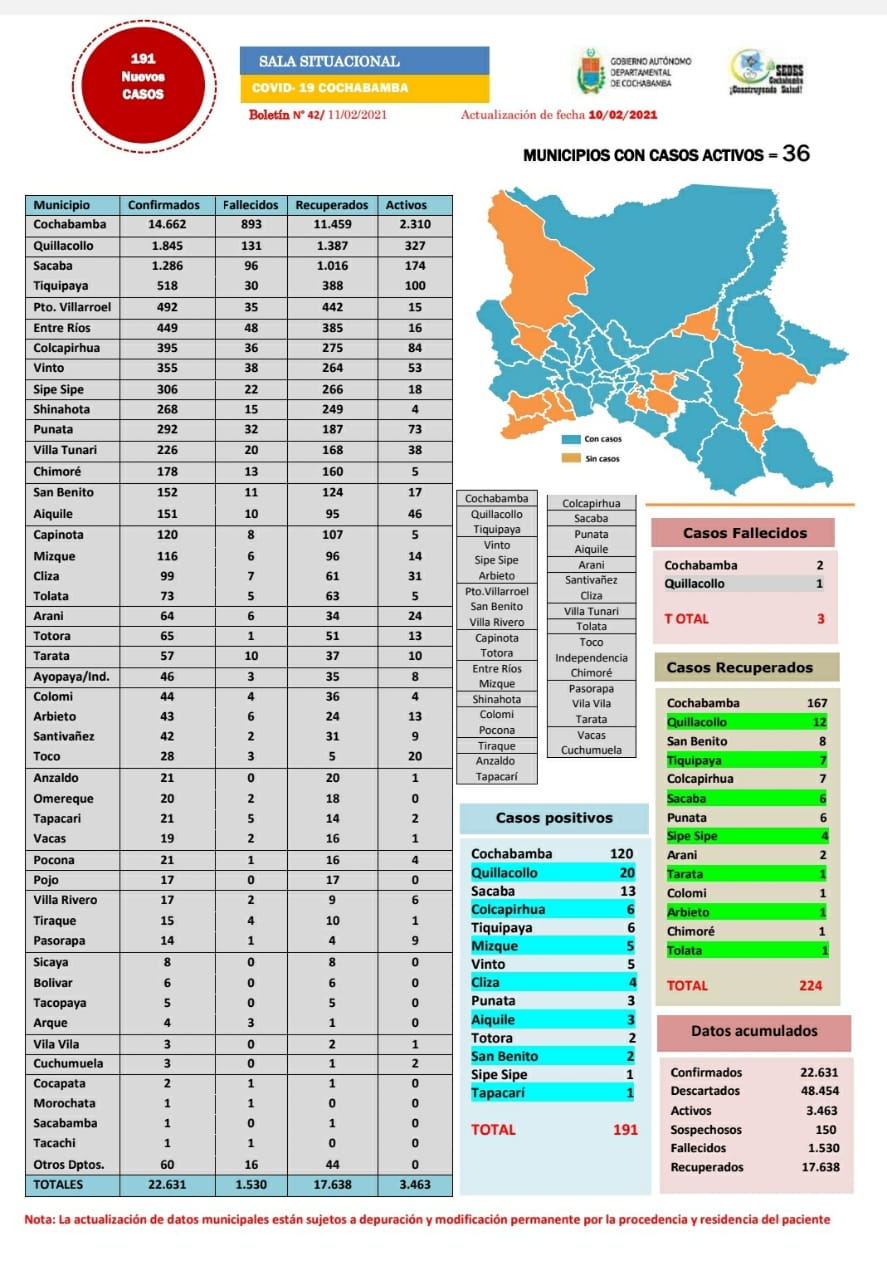 191
Nuevos
CASOS
SALA SITUACIONAL
COVID- 19 COCHABAMBA
Boletín N° 42/ 11/02/2021
Actualización de fecha 10/02/2021
GOBIERNO AUTÓNOMO
DEPARTAMENTAL
DE COCHABAMBA
SEDES
Cochabamba
¡Construyendo Salud!
MUNICIPIOS CON CASOS ACTIVOS = 36
Municipio Confirmados Fallecidos Recuperados Activos
Cochabamba 14.662 893 11.459 2.310
Quillacollo 1.845 131 1.387 327
Sacaba 1.286 96 1.016 174
Tiquipaya 518 30 388 100
Pto. Villarroel 492 35 442 15
Entre Ríos 449 48 385 16
Colcapirhua 395 36 275 84
Vinto 355 38 264 53
Sipe Sipe 306 22 266 18
Shinahota 268 15 249 4
Punata 292 32 187 73
Villa Tunari 226 20 168 38
Chimoré 178 13 160 5
San Benito 152 11 124 17
Aiquile 151 10 95 46
Capinota 120 8 107 5
Mizque 116 6 96 14
Cliza 99 7 61 31
Tolata 73 5 63 5
Arani 64 6 34 24
Totora 65 1 51 13
Tarata 57 10 37 10
Ayopaya/Ind. 46 3 35 8
Colomi 44 4 36 4
Arbieto 43 6 24 13
Santivañez 42 2 31 9
Toco 28 3 5 20
Anzaldo 21 0 20 1
Omereque 20 2 18 0
Tapacari 21 5 14 2
Vacas 19 2 16 1
Pocona 21 1 16 4
Pojo 17 0 17 0
Villa Rivero 17 2 9 6
Tiraque 15 4 10 1
Pasorapa 14 1 4 9
Sicaya 8 0 8 0
Bolivar 6 0 6 0
Tacopaya 5 0 5 0
Arque 4 3 1 0
Vila Vila 3 0 2 1
Cuchumuela 3 0 1 2
Cocapata 2 1 1 0
Morochata 1 1 0 0
Sacabamba 1 0 1 0
Tacachi 1 1 0 0
Otros Dptos. 60 16 44 0
TOTALES 22.631 1.530 17.638 3.463
Con casos
Sin casos
Cochabamba
Quillacollo
Tiquipaya
Vinto
Sipe Sipe
Arbieto
Pto.Villarroel
San Benito
Villa Rivero
Capinota
Totora
Entre Ríos
Mizque
Shinahota
Colomi
Pocona
Tiraque
Anzaldo
Tapacarí
Colcapirhua
Sacaba
Punata
Aiquile
Arani
Santivañez
Cliza
Villa Tunari
Tolata
Toco
Independencia
Chimoré
Pasorapa
Vila Vila
Tarata
Vacas
Cuchumuela
Casos positivos
Cochabamba 120
Quillacollo 20
Sacaba 13
Colcapirhua 6
Tiquipaya 6
Mizque 5
Vinto 5
Cliza 4
Punata 3
Aiquile 3
Totora 2
San Benito 2
Sipe Sipe 1
Tapacarí 1
TOTAL 191
Casos Fallecidos
Cochabamba 2
Quillacollo 1
T OTAL 3
Casos Recuperados
Cochabamba 167
Quillacollo 12
San Benito 8
Tiquipaya 7
Colcapirhua 7
Sacaba 6
Punata 6
Sipe Sipe 4
Arani 2
Tarata 1
Colomi 1
Arbieto 1
Chimoré 1
Tolata 1
TOTAL 224
Datos acumulados
Confirmados 22.631
Descartados 48.454
Activos 3.463
Sospechosos 150
Fallecidos 1.530
Recuperados 17.638
Nota: La actualización de datos municipales están sujetos a depuración y modificación permanente por la procedencia y residencia del paciente